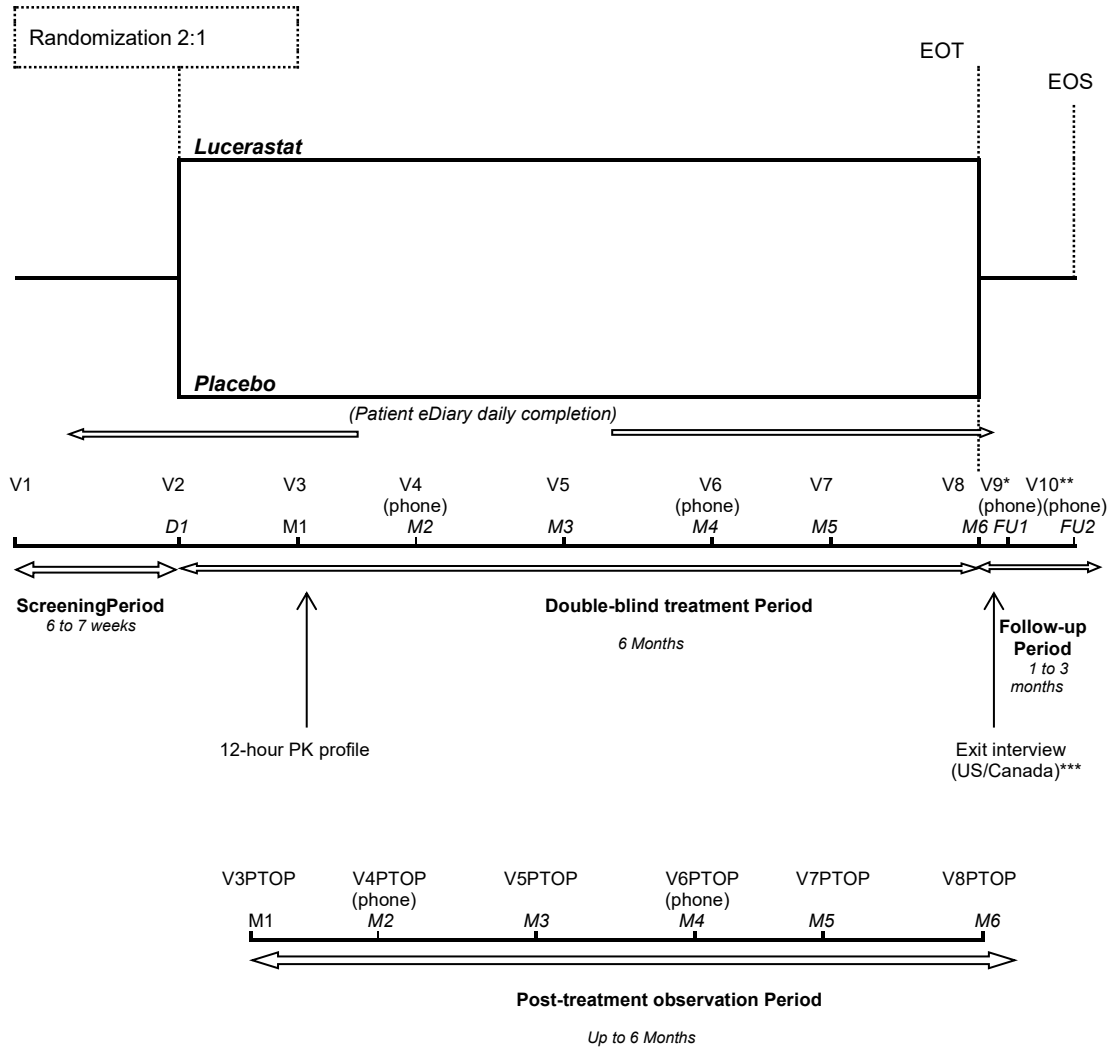 Randomization 2:1
EOT
EOS
Lucerastat
Placebo
(Patient eDiary daily completion)
V1 V2 V3 V4 V5 V6 V7 V8 V9* V10**
(phone) (phone) (phone)(phone)
D1 M1 M2 M3 M4 M5 M6 FU1 FU2
ScreeningPeriod
6 to 7 weeks
Double-blind treatment Period
6 Months
Follow-up
Period
1 to 3
months
12-hour PK profile
Exit interview
(US/Canada)***
V3PTOP V4PTOP V5PTOP V6PTOP V7PTOP V8PTOP
(phone) (phone)
M1 M2 M3 M4 M5 M6
Post-treatment observation Period
Up to 6 Months